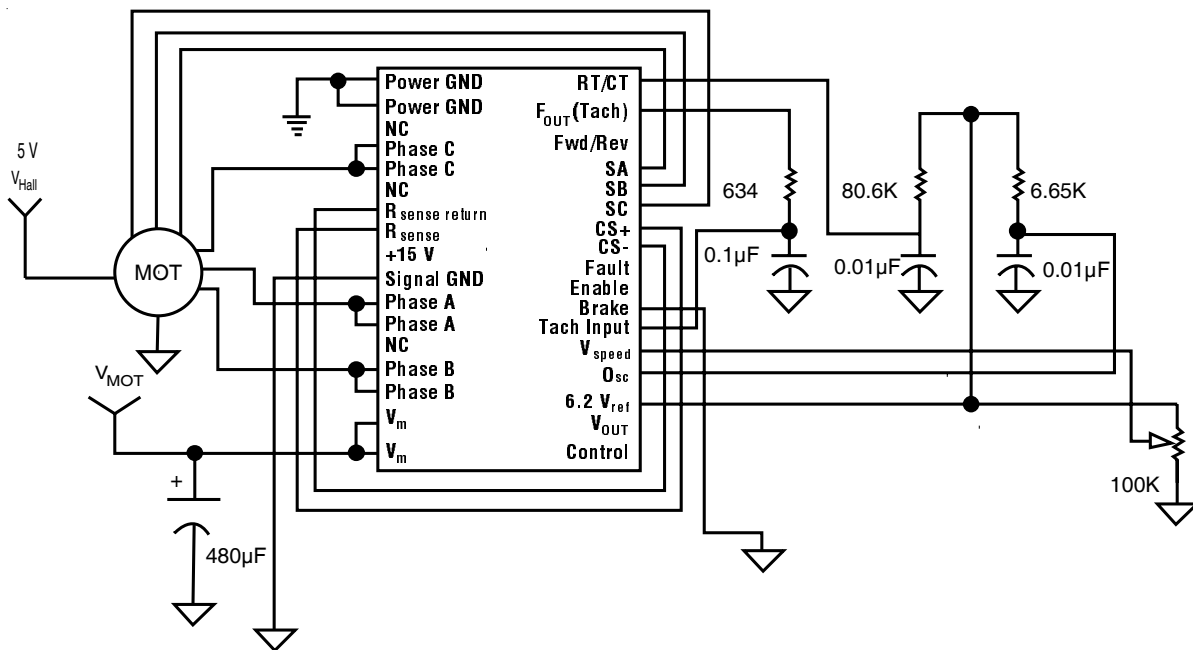 5 V
V_Hall
MOT
V_MOT
+
480µF
Power GND
Power GND
NC
Phase C
Phase C
NC
R_sense return
R_sense
+15 V
Signal GND
Phase A
Phase A
NC
Phase B
Phase B
V_m
V_m
RT/CT
F_OUT(Tach)
Fwd/Rev
SA
SB
SC
CS+
CS-
Fault
Enable
Brake
Tach Input
V_speed
Osc
6.2 V_ref
V_OUT
Control
634
0.1µF
80.6K
0.01µF
6.65K
0.01µF
100K